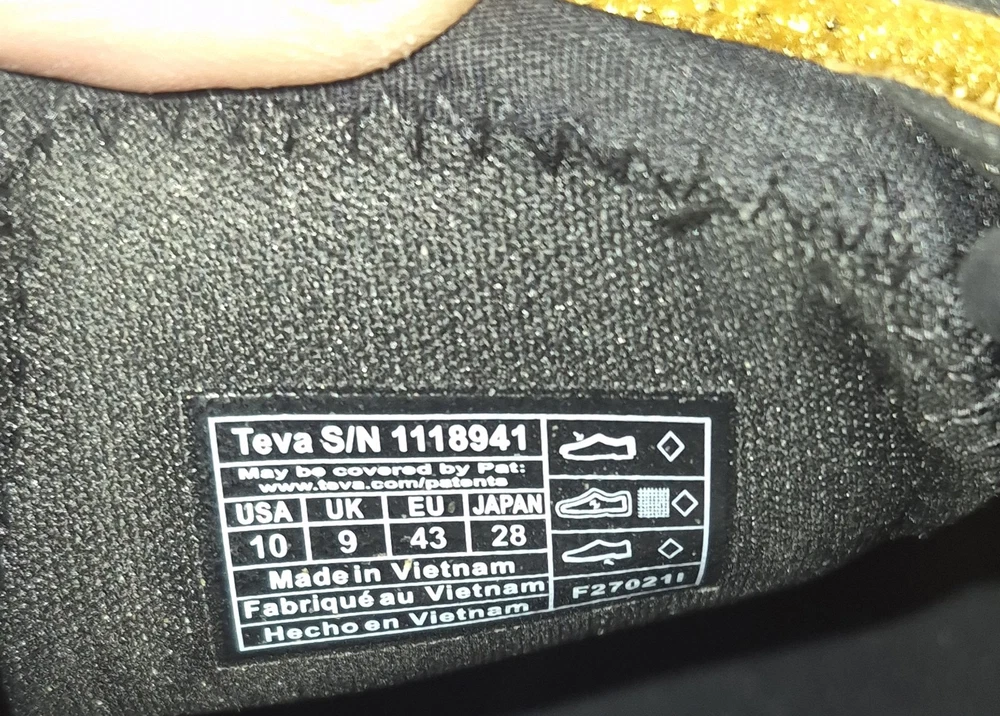 Teva S/N 1118941
May be covered by Pat:
www.teva.com/patents
USA UK EU JAPAN
10 9 43 28
Made in Vietnam
Fabriqué au Vietnam
Hecho en Vietnam
F27021I